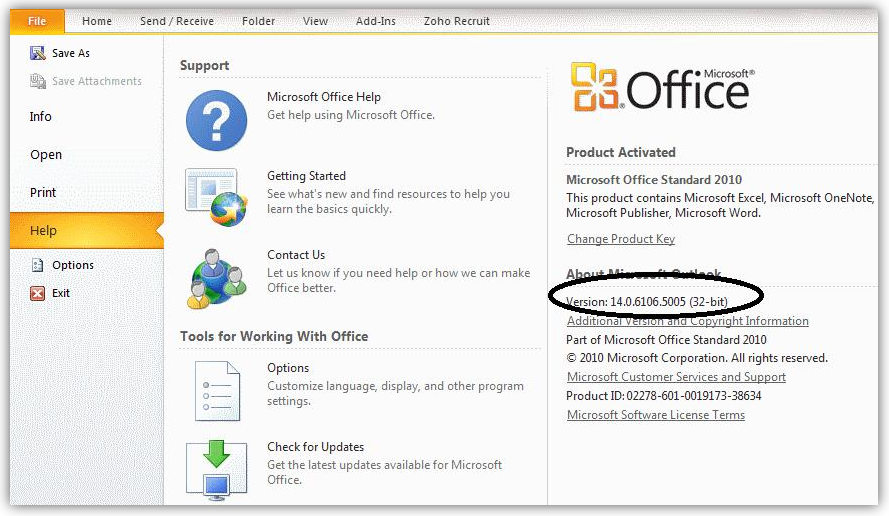 File Home Send / Receive Folder View Add-Ins Zoho Recruit
Save As
Save Attachments
Info
Open
Print
Help
Options
Exit
Support
Microsoft Office Help
Get help using Microsoft Office.
Getting Started
See what's new and find resources to help you
learn the basics quickly.
Contact Us
Let us know if you need help or how we can make
Office better.
Tools for Working With Office
Options
Customize language, display, and other program
settings.
Check for Updates
Get the latest updates available for Microsoft
Office.
Microsoft®
Office
Product Activated
Microsoft Office Standard 2010
This product contains Microsoft Excel, Microsoft OneNote,
Microsoft Publisher, Microsoft Word.
Change Product Key
About Microsoft Outlook
Version: 14.0.6106.5005 (32-bit)
Additional Version and Copyright Information
Part of Microsoft Office Standard 2010
© 2010 Microsoft Corporation. All rights reserved.
Microsoft Customer Services and Support
Product ID: 02278-601-0019173-38634
Microsoft Software License Terms